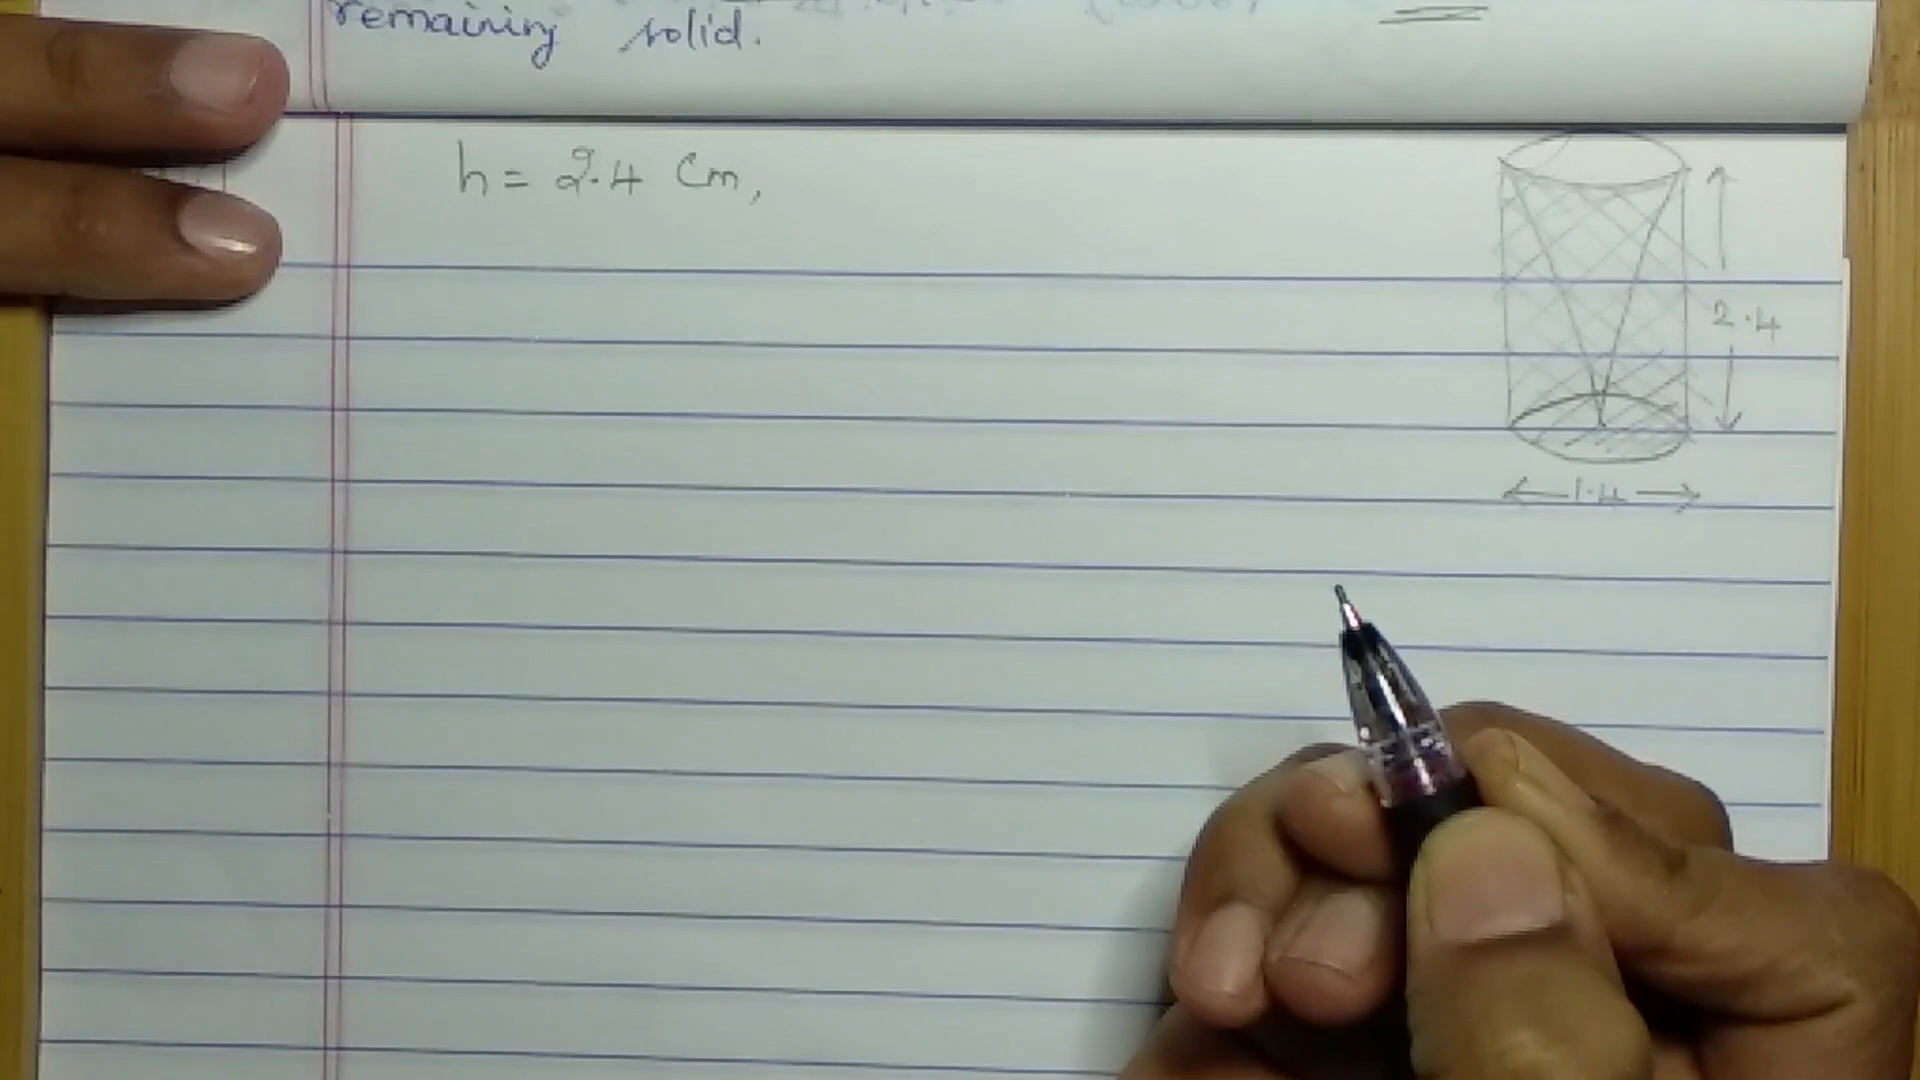 remaining solid.
h = 2.4 Cm,
2.4
1.4